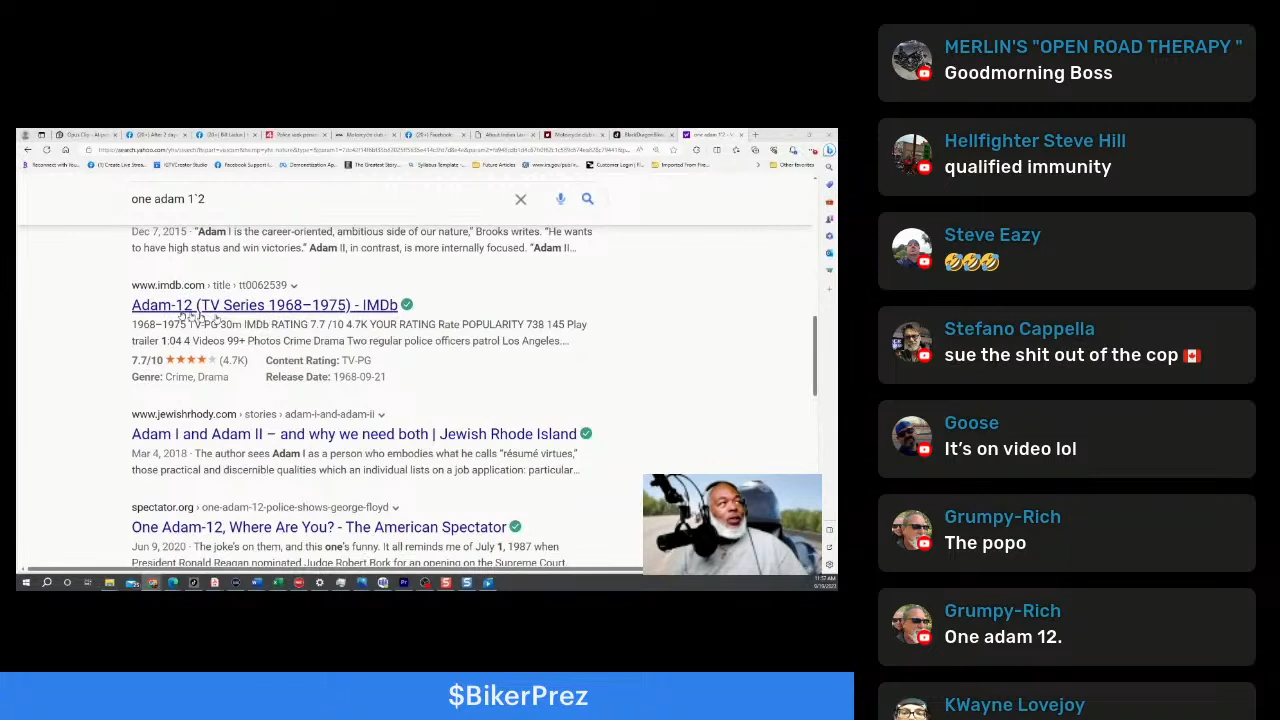 one adam 1`2
Dec 7, 2015 · "Adam I is the career-oriented, ambitious side of our nature," Brooks writes. "He wants
to have high status and win victories." Adam II, in contrast, is more internally focused. "Adam II...
www.imdb.com › title › tt0062539
Adam-12 (TV Series 1968–1975) - IMDb
1968–1975 TV-PG 30m IMDb RATING 7.7 /10 4.7K YOUR RATING Rate POPULARITY 738 145 Play
trailer 1:04 4 Videos 99+ Photos Crime Drama Two regular police officers patrol Los Angeles....
7.7/10 (4.7K) Content Rating: TV-PG
Genre: Crime, Drama Release Date: 1968-09-21
www.jewishrhody.com › stories › adam-i-and-adam-ii
Adam I and Adam II – and why we need both | Jewish Rhode Island
Mar 4, 2018 · The author sees Adam I as a person who embodies what he calls "résumé virtues,"
those practical and discernible qualities which an individual lists on a job application: particular...
spectator.org › one-adam-12-police-shows-george-floyd
One Adam-12, Where Are You? - The American Spectator
Jun 9, 2020 · The joke's on them, and this one's funny. It all reminds me of July 1, 1987 when
President Ronald Reagan nominated Judge Robert Bork for an opening on the Supreme Court.
11:57 AM
$BikerPrez
MERLIN'S "OPEN ROAD THERAPY "
Goodmorning Boss
Hellfighter Steve Hill
qualified immunity
Steve Eazy
🤣🤣🤣
Stefano Cappella
sue the shit out of the cop 🇨🇦
Goose
It's on video lol
Grumpy-Rich
The popo
Grumpy-Rich
One adam 12.
KWayne Lovejoy